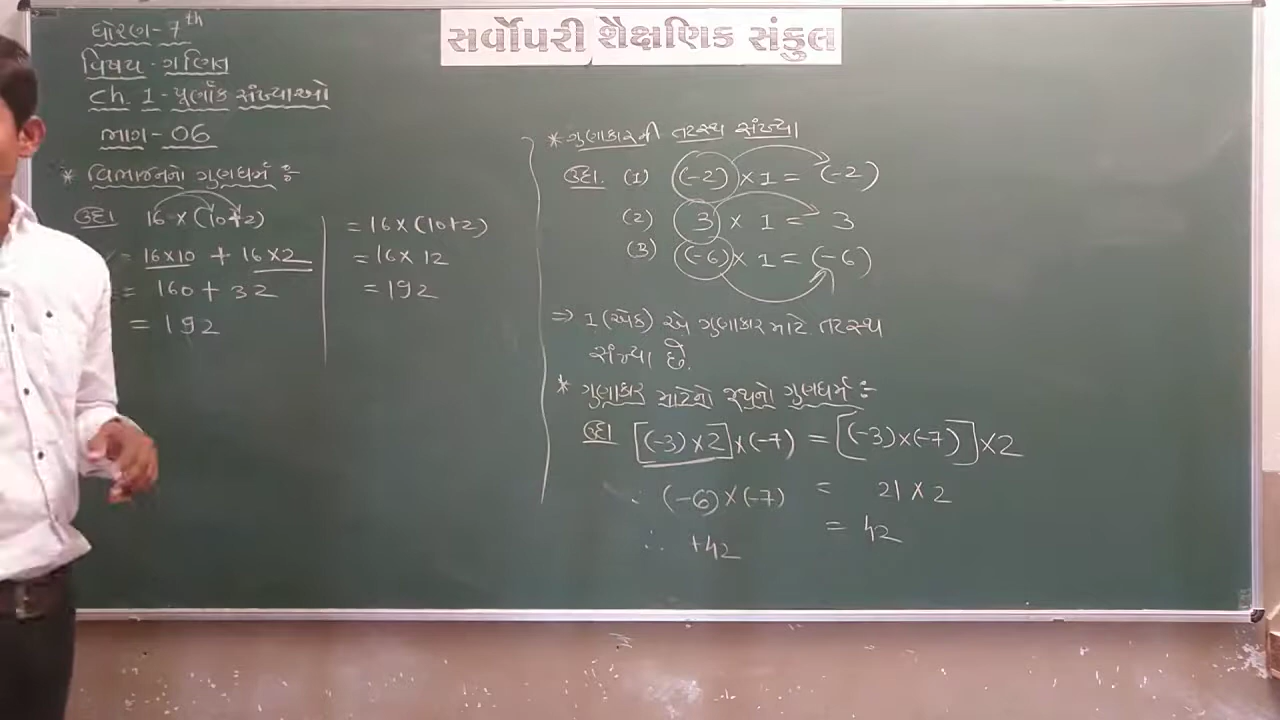 સર્વોપરી શૈક્ષણિક સંકુલ
ધોરણ - 7th
વિષય - ગણિત
Ch. 1 - પૂર્ણાંક સંખ્યાઓ
ભાગ - 06
* વિભાજનનો ગુણધર્મ :-
ઉદા. 16 × (10+2)
= 16×10 + 16×2
= 160 + 32
= 192
= 16 × (10+2)
= 16 × 12
= 192
* ગુણાકારની તટસ્થ સંખ્યા
ઉદા. (1) (-2) × 1 = (-2)
(2) 3 × 1 = 3
(3) (-6) × 1 = (-6)
⇒ 1 (એક) એ ગુણાકાર માટે તટસ્થ
સંખ્યા છે.
* ગુણાકાર માટેનો જૂથનો ગુણધર્મ :-
ઉદા. [(-3) × 2] × (-7) = [(-3) × (-7)] × 2
∴ (-6) × (-7) = 21 × 2
∴ +42 = 42